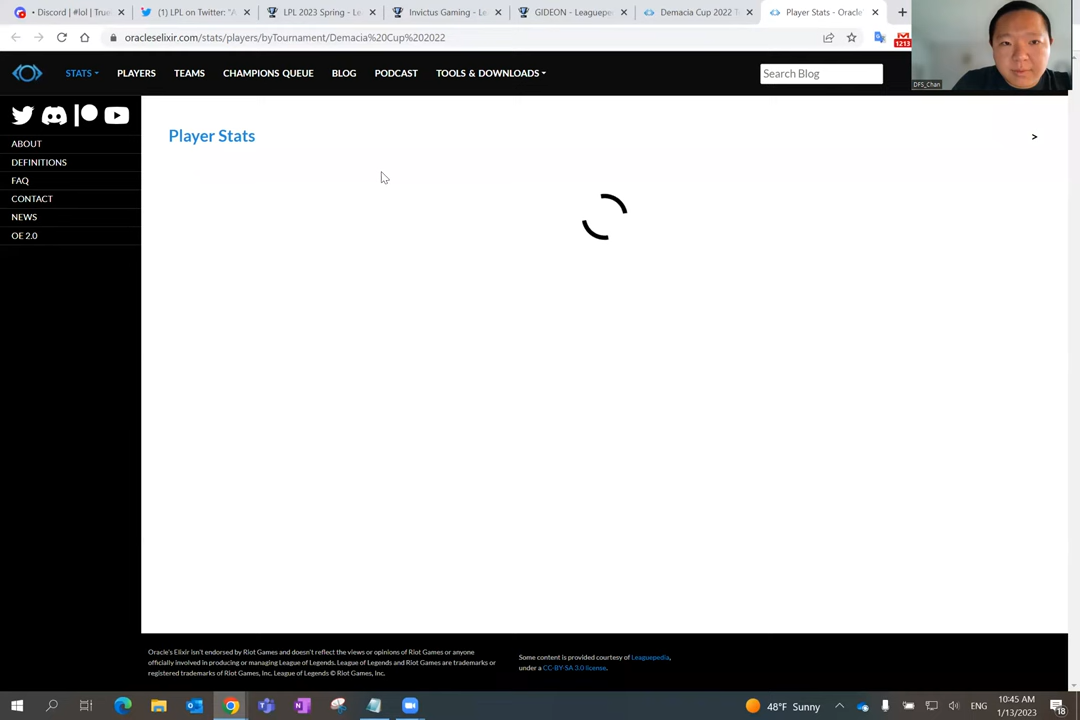 • Discord | #lol | True
(1) LPL on Twitter: "A
LPL 2023 Spring - Le
Invictus Gaming - Le
GIDEON - Leaguepe
Demacia Cup 2022 T
Player Stats - Oracle'
oracleselixir.com/stats/players/byTournament/Demacia%20Cup%202022
1213
DFS_Chan
STATS
PLAYERS
TEAMS
CHAMPIONS QUEUE
BLOG
PODCAST
TOOLS & DOWNLOADS
Search Blog
ABOUT
DEFINITIONS
FAQ
CONTACT
NEWS
OE 2.0
Player Stats
>
Oracle's Elixir isn't endorsed by Riot Games and doesn't reflect the views or opinions of Riot Games or anyone
officially involved in producing or managing League of Legends. League of Legends and Riot Games are trademarks or
registered trademarks of Riot Games, Inc. League of Legends © Riot Games, Inc.
Some content is provided courtesy of Leaguepedia,
under a CC-BY-SA 3.0 license.
48°F Sunny
ENG
10:45 AM
1/13/2023
18